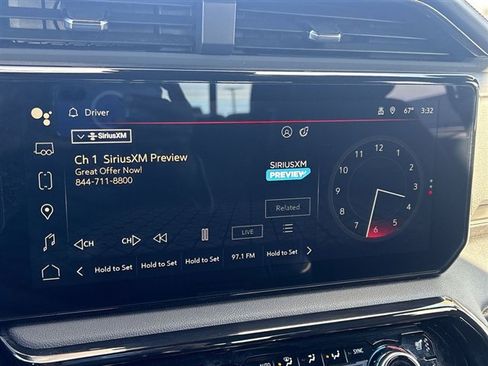 Driver
67° 3:32
SiriusXM
Ch 1 SiriusXM Preview
Great Offer Now!
844-711-8800
SIRIUSXM
PREVIEW
Related
12
1
2
3
4
5
6
7
8
9
10
11
CH CH LIVE
Hold to Set Hold to Set Hold to Set 97.1 FM Hold to Set
AUTO SYNC